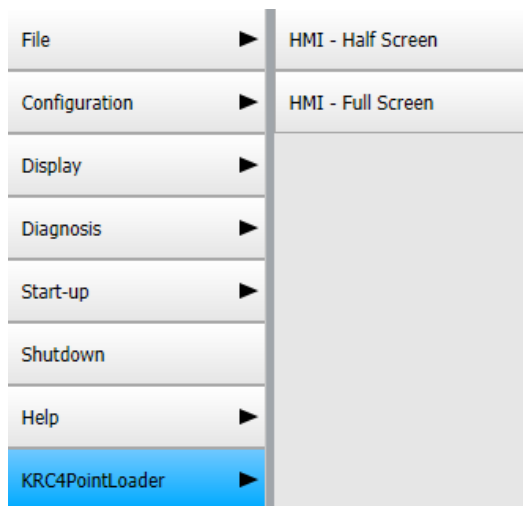 File
Configuration
Display
Diagnosis
Start-up
Shutdown
Help
KRC4PointLoader
HMI - Half Screen
HMI - Full Screen